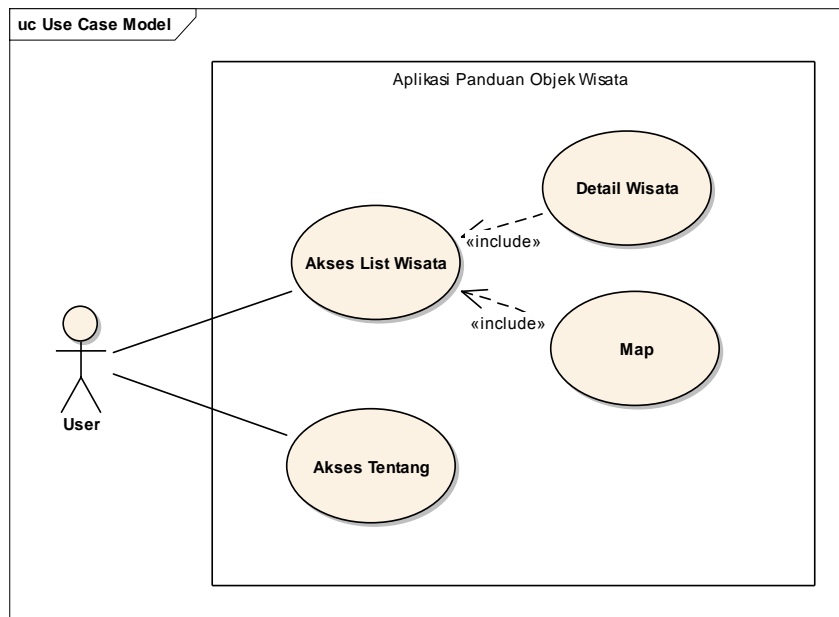 uc Use Case Model
Aplikasi Panduan Objek Wisata
Detail Wisata
«include»
Akses List Wisata
«include»
Map
User
Akses Tentang